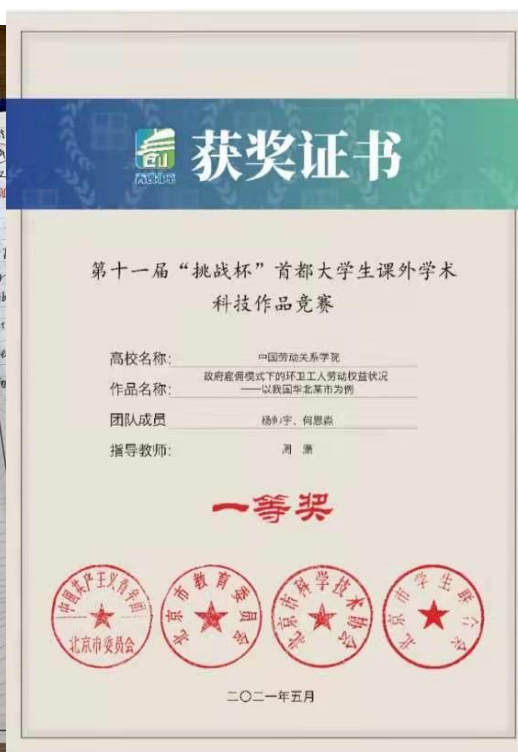 获奖证书
第十一届“挑战杯”首都大学生课外学术
科技作品竞赛
高校名称: 中国劳动关系学院
作品名称: 政府雇佣模式下的环卫工人劳动权益状况
——以我国华北某市为例
团队成员 何思淼
指导教师: 周 潇
一等奖
中国共产主义青年团
北京市委员会
北京市教育委员会
北京市科学技术协会
北京市学生联合会
二〇二一年五月